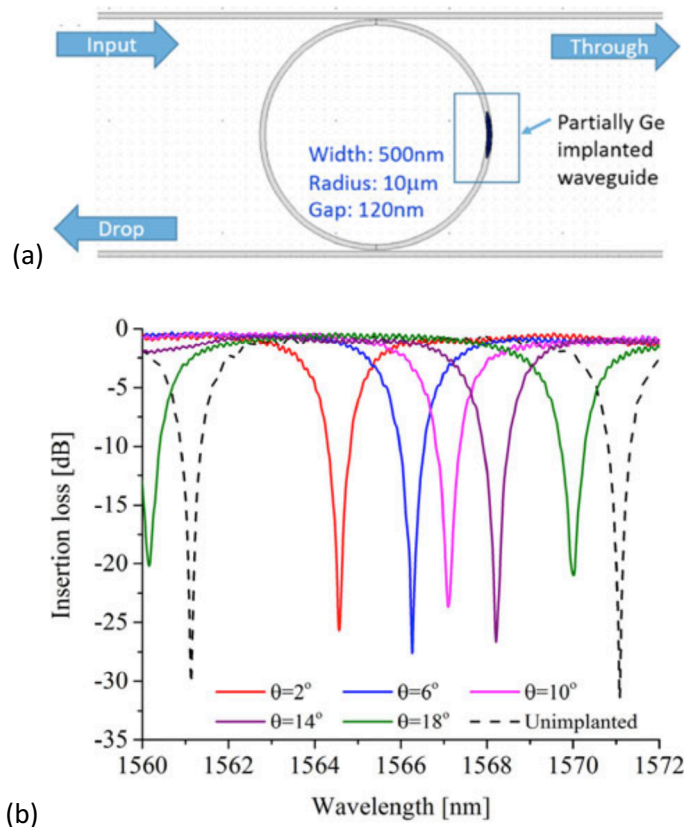 Input
Through
Partially Ge
implanted
waveguide
Width: 500nm
Radius: 10μm
Gap: 120nm
Drop
(a)
0
-5
-10
-15
-20
-25
-30
-35
Insertion loss [dB]
θ=2° θ=6° θ=10°
θ=14° θ=18° Unimplanted
1560 1562 1564 1566 1568 1570 1572
Wavelength [nm]
(b)